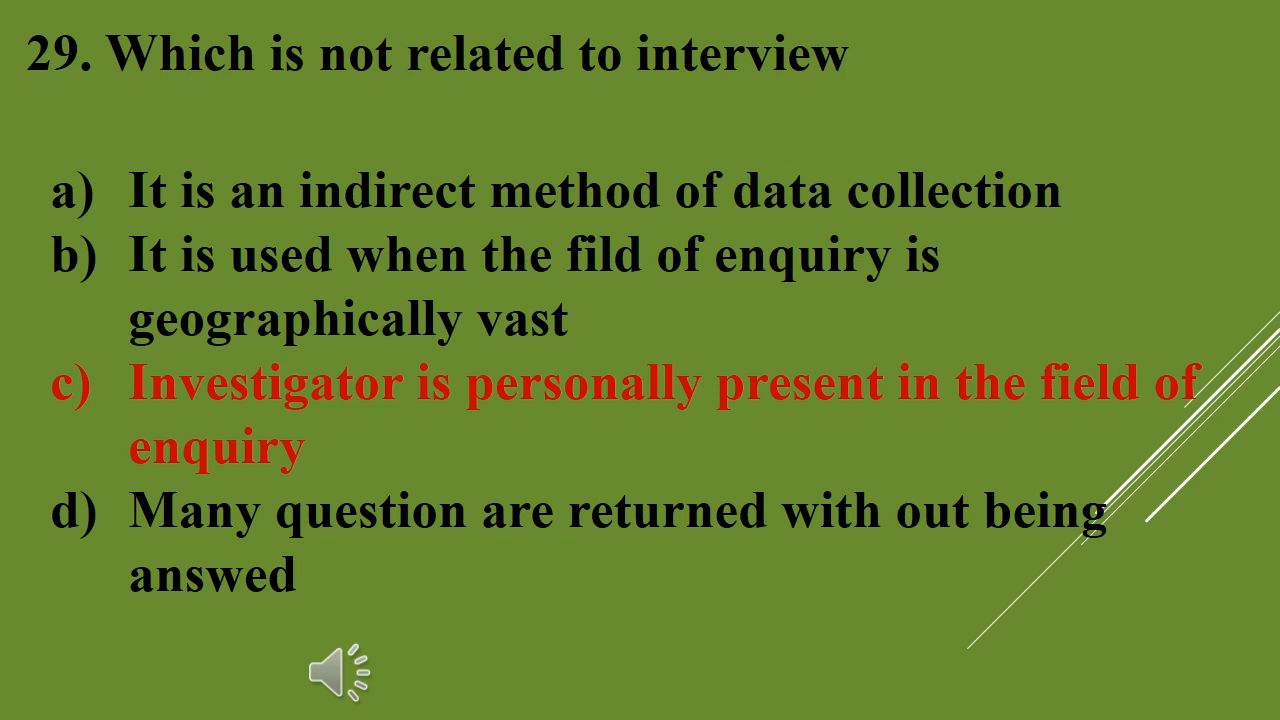 29. Which is not related to interview
a) It is an indirect method of data collection
b) It is used when the fild of enquiry is
geographically vast
c) Investigator is personally present in the field of
enquiry
d) Many question are returned with out being
answed